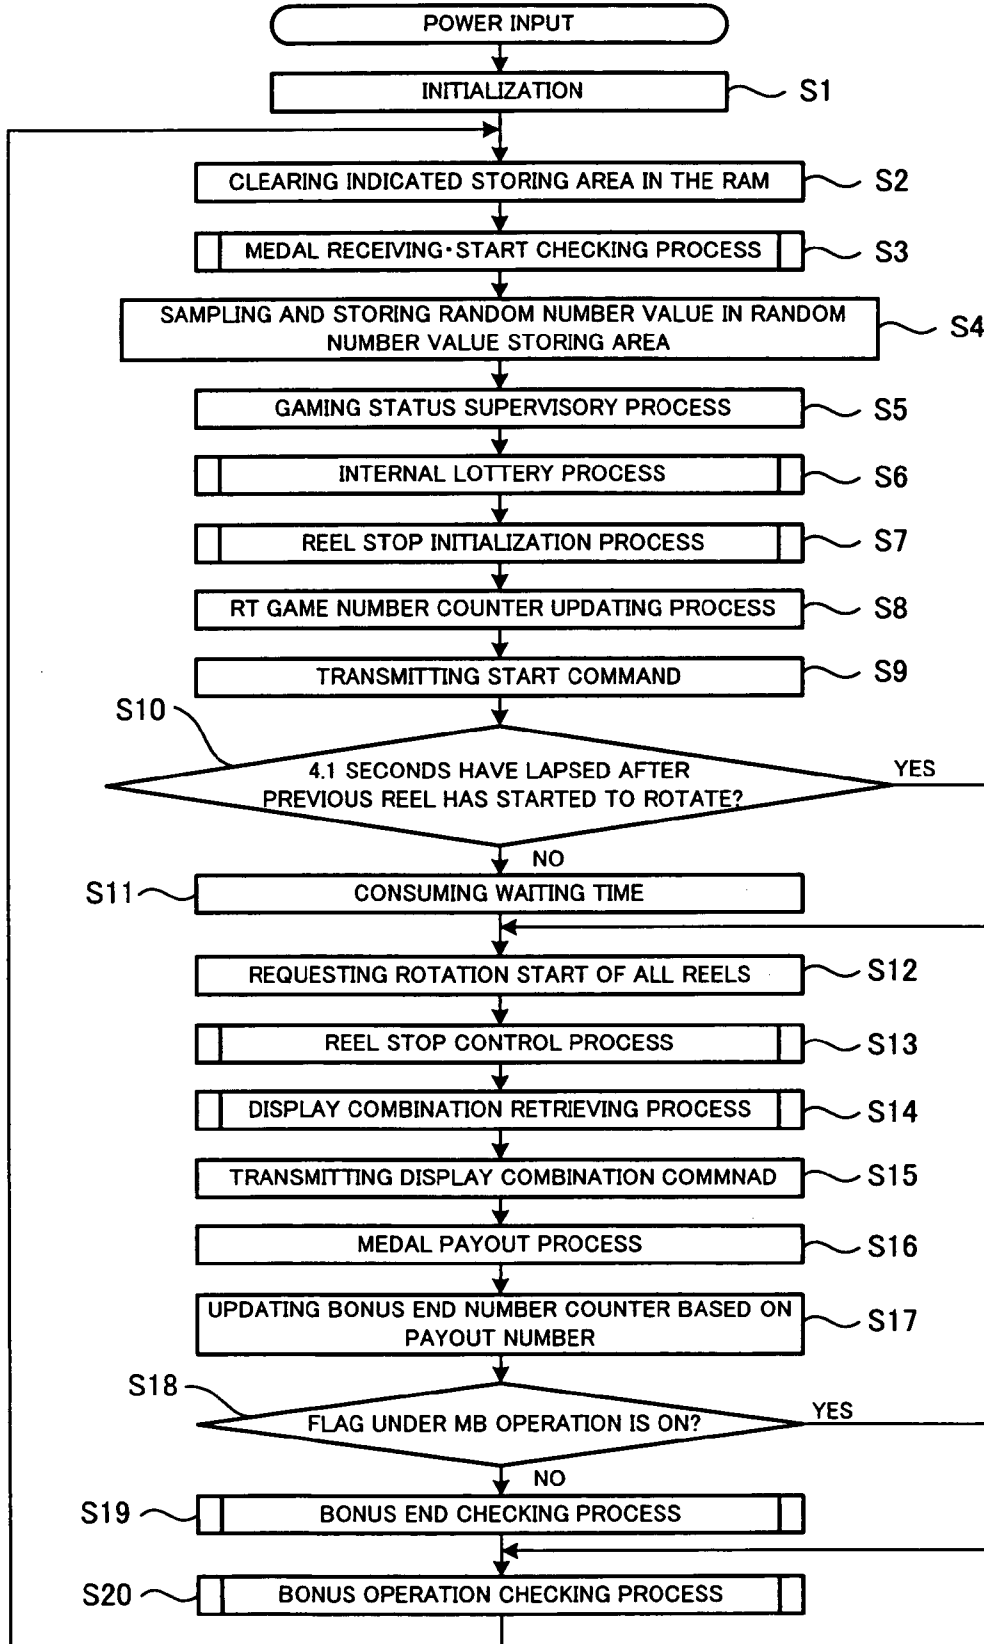 POWER INPUT
INITIALIZATION
S1
CLEARING INDICATED STORING AREA IN THE RAM
S2
MEDAL RECEIVING・START CHECKING PROCESS
S3
SAMPLING AND STORING RANDOM NUMBER VALUE IN RANDOM
NUMBER VALUE STORING AREA
S4
GAMING STATUS SUPERVISORY PROCESS
S5
INTERNAL LOTTERY PROCESS
S6
REEL STOP INITIALIZATION PROCESS
S7
RT GAME NUMBER COUNTER UPDATING PROCESS
S8
TRANSMITTING START COMMAND
S9
S10
4.1 SECONDS HAVE LAPSED AFTER
PREVIOUS REEL HAS STARTED TO ROTATE?
YES
NO
S11
CONSUMING WAITING TIME
REQUESTING ROTATION START OF ALL REELS
S12
REEL STOP CONTROL PROCESS
S13
DISPLAY COMBINATION RETRIEVING PROCESS
S14
TRANSMITTING DISPLAY COMBINATION COMMNAD
S15
MEDAL PAYOUT PROCESS
S16
UPDATING BONUS END NUMBER COUNTER BASED ON
PAYOUT NUMBER
S17
S18
FLAG UNDER MB OPERATION IS ON?
YES
NO
S19
BONUS END CHECKING PROCESS
S20
BONUS OPERATION CHECKING PROCESS